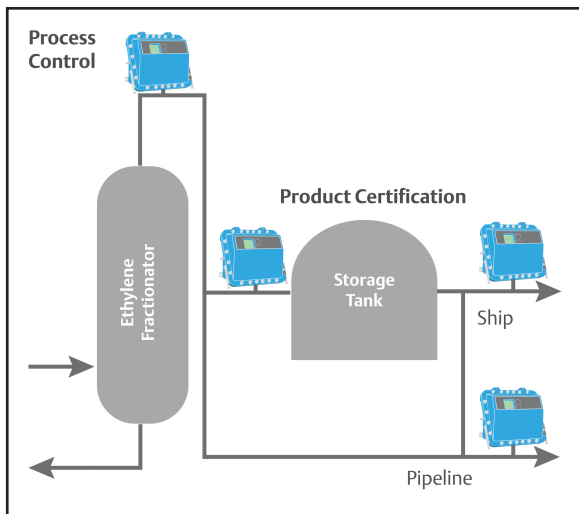 Process
Control
Product Certification
Ethylene
Fractionator
Storage
Tank
Ship
Pipeline